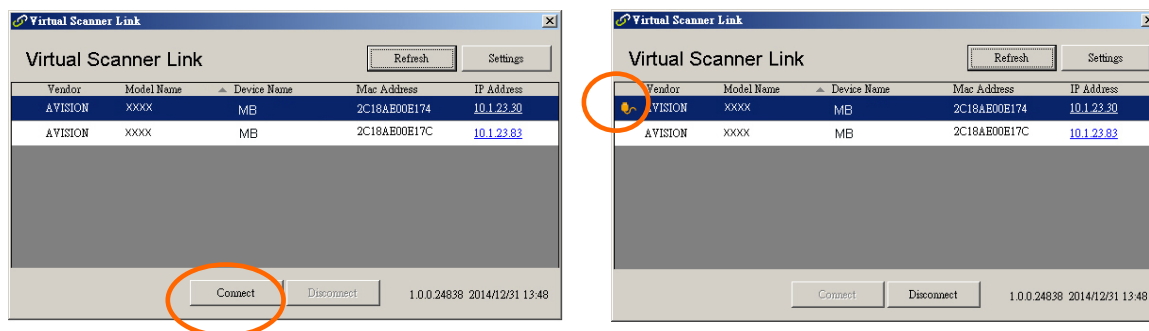 Virtual Scanner Link
Virtual Scanner Link Refresh Settings
Vendor Model Name Device Name Mac Address IP Address
AVISION XXXX MB 2C18AE00E174 10.1.23.30
AVISION XXXX MB 2C18AE00E17C 10.1.23.83
Connect Disconnect 1.0.0.24838 2014/12/31 13:48
Virtual Scanner Link
Virtual Scanner Link Refresh Settings
Vendor Model Name Device Name Mac Address IP Address
AVISION XXXX MB 2C18AE00E174 10.1.23.30
AVISION XXXX MB 2C18AE00E17C 10.1.23.83
Connect Disconnect 1.0.0.24838 2014/12/31 13:48